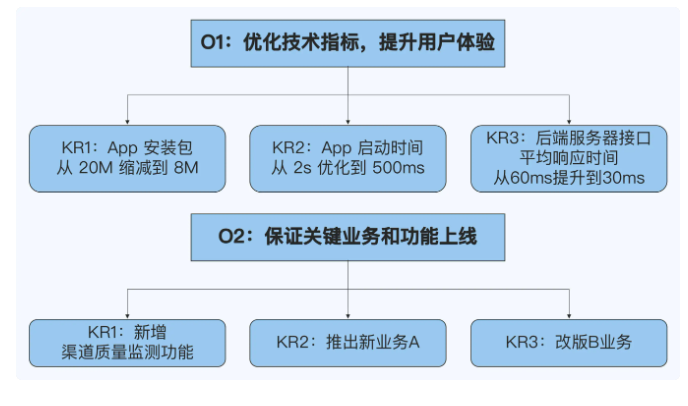 O1：优化技术指标，提升用户体验
KR1：App 安装包
从 20M 缩减到 8M
KR2：App 启动时间
从 2s 优化到 500ms
KR3：后端服务器接口
平均响应时间
从60ms提升到30ms
O2：保证关键业务和功能上线
KR1：新增
渠道质量监测功能
KR2：推出新业务A
KR3：改版B业务